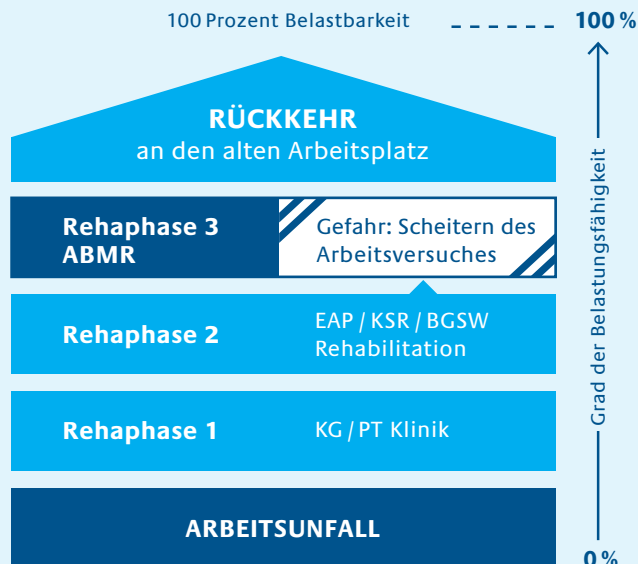 100 Prozent Belastbarkeit
100 %
RÜCKKEHR
an den alten Arbeitsplatz
Rehaphase 3
ABMR
Gefahr: Scheitern des
Arbeitsversuches
Rehaphase 2
EAP / KSR / BGSW
Rehabilitation
Rehaphase 1
KG / PT Klinik
ARBEITSUNFALL
Grad der Belastungsfähigkeit
0 %